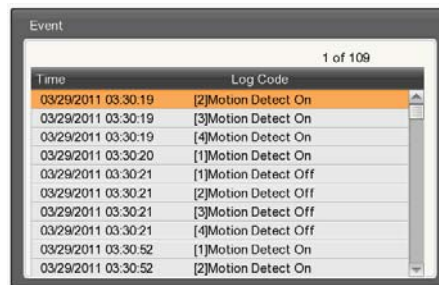 Event
1 of 109
Time Log Code
03/29/2011 03:30:19 [2]Motion Detect On
03/29/2011 03:30:19 [3]Motion Detect On
03/29/2011 03:30:19 [4]Motion Detect On
03/29/2011 03:30:20 [1]Motion Detect On
03/29/2011 03:30:21 [1]Motion Detect Off
03/29/2011 03:30:21 [2]Motion Detect Off
03/29/2011 03:30:21 [3]Motion Detect Off
03/29/2011 03:30:21 [4]Motion Detect Off
03/29/2011 03:30:52 [1]Motion Detect On
03/29/2011 03:30:52 [2]Motion Detect On